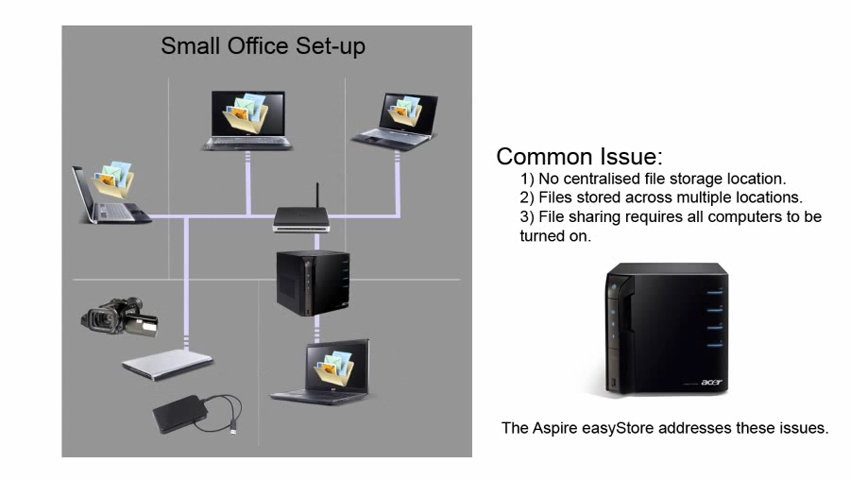 Small Office Set-up
Common Issue:
1) No centralised file storage location.
2) Files stored across multiple locations.
3) File sharing requires all computers to be
turned on.
acer
The Aspire easyStore addresses these issues.